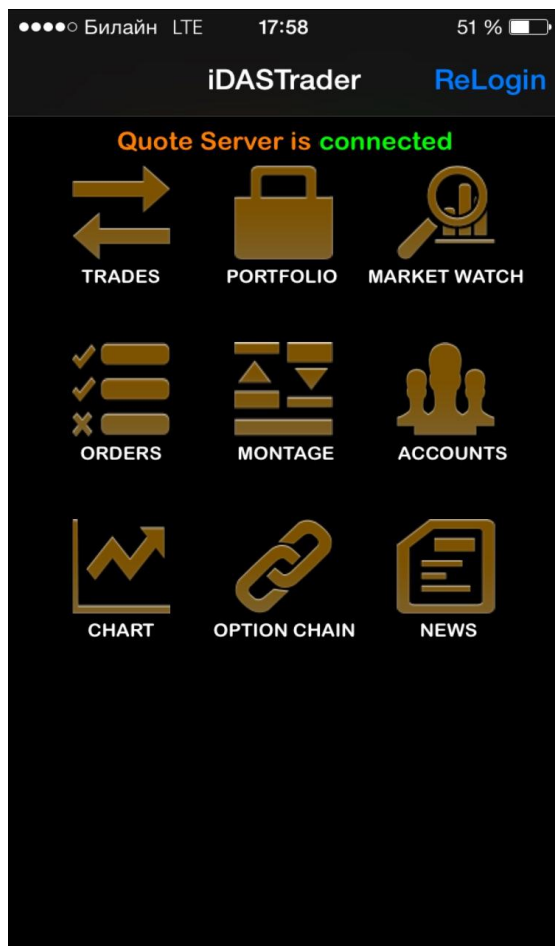 Билайн LTE 17:58 51 %
iDASTrader ReLogin
Quote Server is connected
TRADES PORTFOLIO MARKET WATCH
ORDERS MONTAGE ACCOUNTS
CHART OPTION CHAIN NEWS